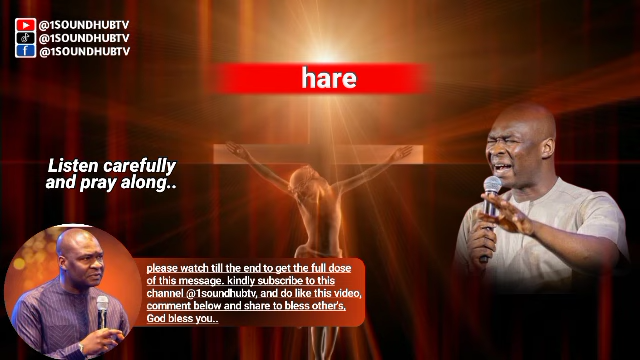 @1SOUNDHUBTV
@1SOUNDHUBTV
@1SOUNDHUBTV
hare
Listen carefully
and pray along..
please watch till the end to get the full dose
of this message. kindly subscribe to this
channel @1soundhubtv, and do like this video,
comment below and share to bless other's,
God bless you..